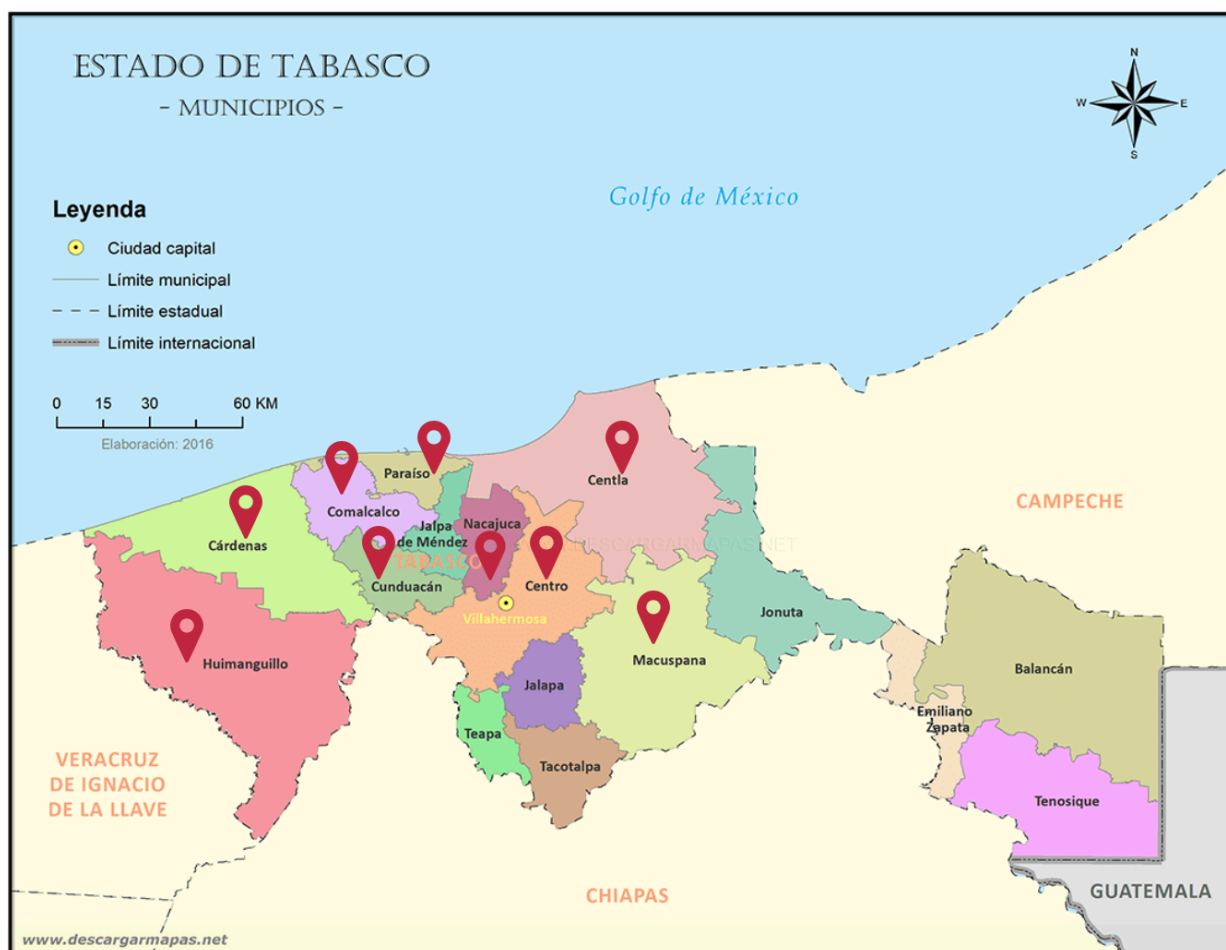 ESTADO DE TABASCO
- MUNICIPIOS -
N
W
E
S
Golfo de México
Leyenda
Ciudad capital
Límite municipal
Límite estadual
Límite internacional
0 15 30 60 KM
Elaboración: 2016
Paraíso
Centla
Comalcalco
CAMPECHE
Nacajuca
Jalpa
de Méndez
Cárdenas
WWW.DESCARGARMAPAS.NET
TABASCO
Cunduacán
Centro
Villahermosa
Jonuta
Huimanguillo
Macuspana
Balancán
Jalapa
Emiliano
Zapata
Teapa
Tacotalpa
VERACRUZ
DE IGNACIO
DE LA LLAVE
Tenosique
CHIAPAS
GUATEMALA
www.descargarmapas.net